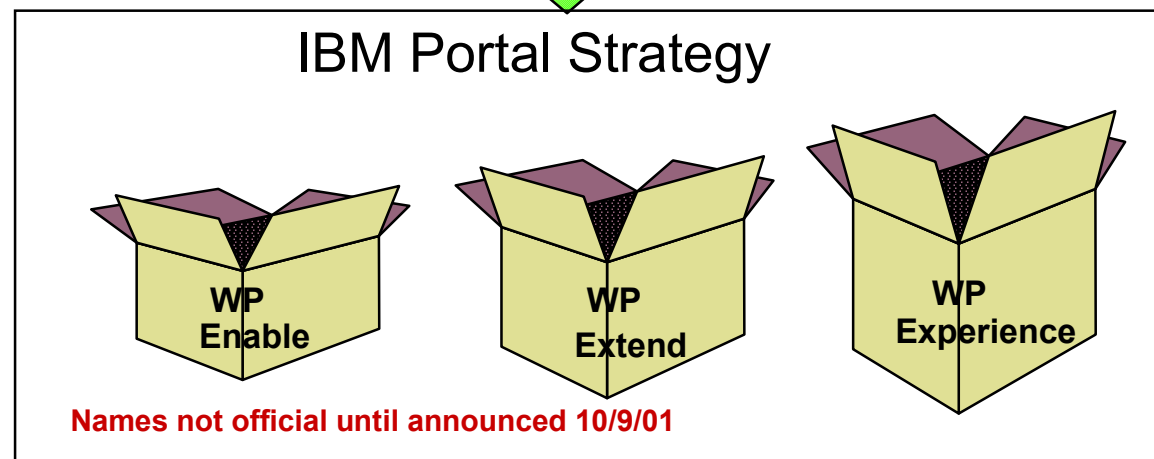 IBM Portal Strategy
WP
Enable
WP
Extend
WP
Experience
Names not official until announced 10/9/01